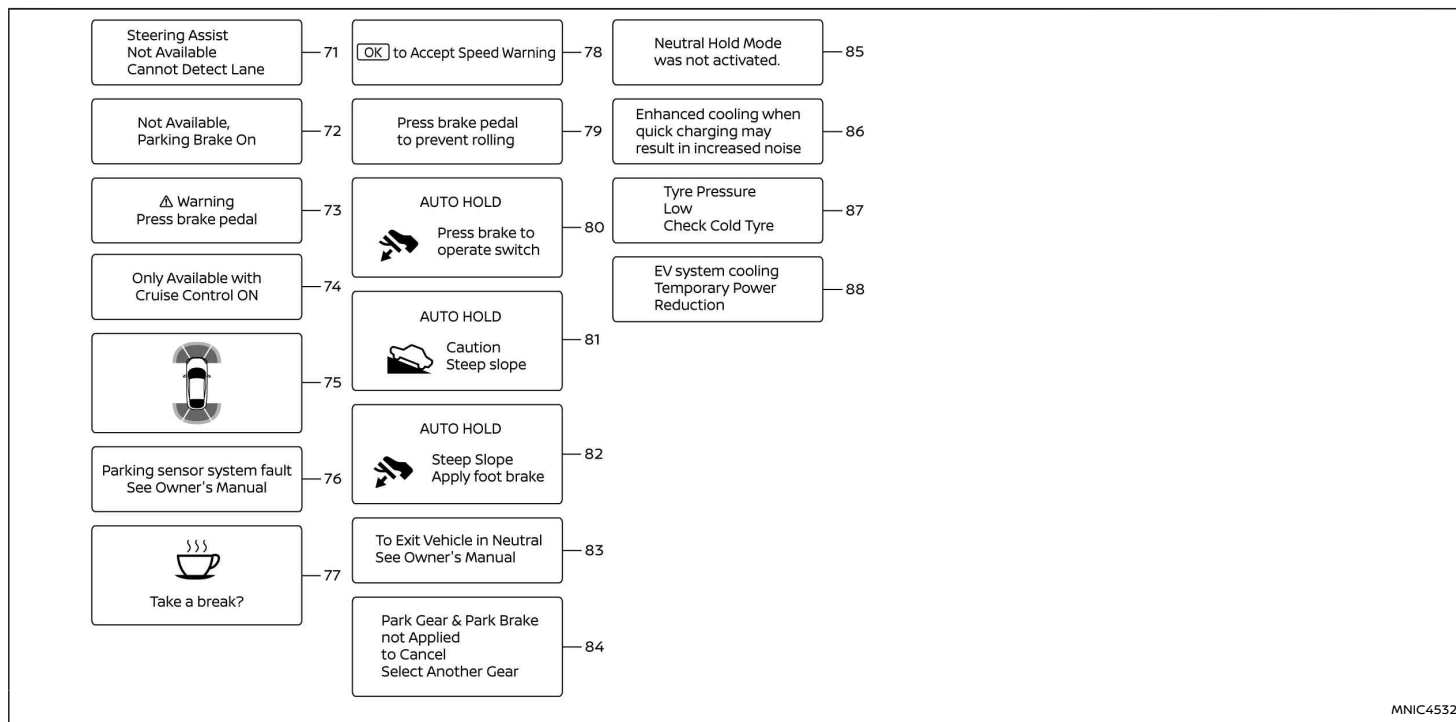 Steering Assist
Not Available
Cannot Detect Lane
71
Not Available,
Parking Brake On
72
⚠ Warning
Press brake pedal
73
Only Available with
Cruise Control ON
74
75
Parking sensor system fault
See Owner's Manual
76
Take a break?
77
OK to Accept Speed Warning
78
Press brake pedal
to prevent rolling
79
AUTO HOLD
Press brake to
operate switch
80
AUTO HOLD
Caution
Steep slope
81
AUTO HOLD
Steep Slope
Apply foot brake
82
To Exit Vehicle in Neutral
See Owner's Manual
83
Park Gear & Park Brake
not Applied
to Cancel
Select Another Gear
84
Neutral Hold Mode
was not activated.
85
Enhanced cooling when
quick charging may
result in increased noise
86
Tyre Pressure
Low
Check Cold Tyre
87
EV system cooling
Temporary Power
Reduction
88
MNIC4532